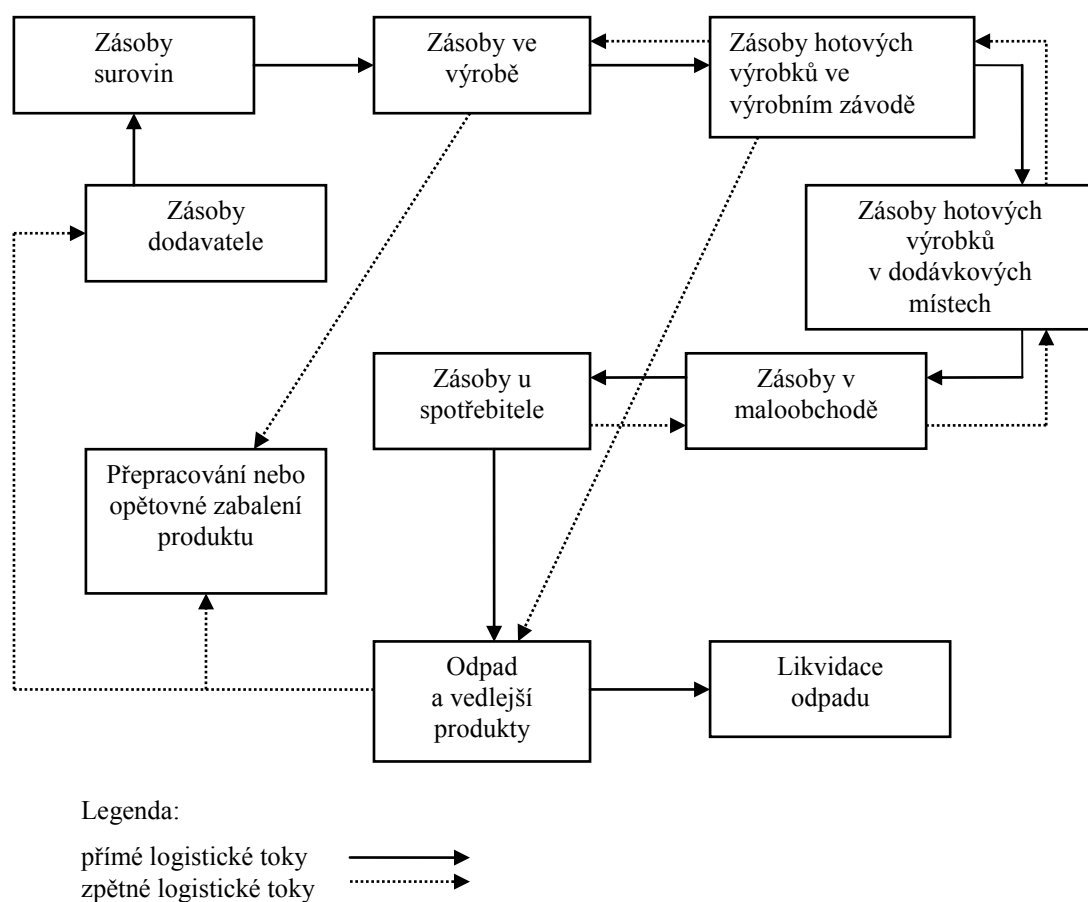 Zásoby
surovin
Zásoby ve
výrobě
Zásoby hotových
výrobků ve
výrobním závodě
Zásoby
dodavatele
Zásoby hotových
výrobků
v dodávkových
místech
Zásoby u
spotřebitele
Zásoby v
maloobchodě
Přepracování nebo
opětovné zabalení
produktu
Odpad
a vedlejší
produkty
Likvidace
odpadu
Legenda:
přímé logistické toky
zpětné logistické toky